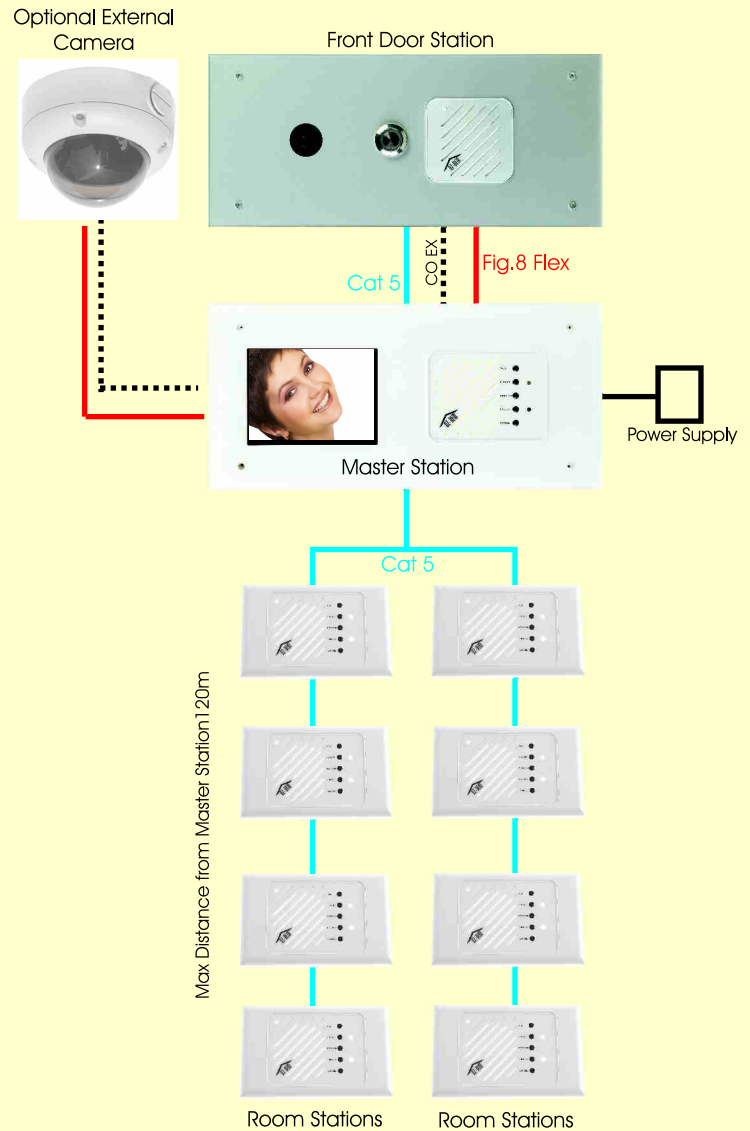 Optional External
Camera
Front Door Station
Cat 5
CO EX
Fig.8 Flex
Master Station
Power Supply
Cat 5
Max Distance from Master Station120m
Room Stations
Room Stations